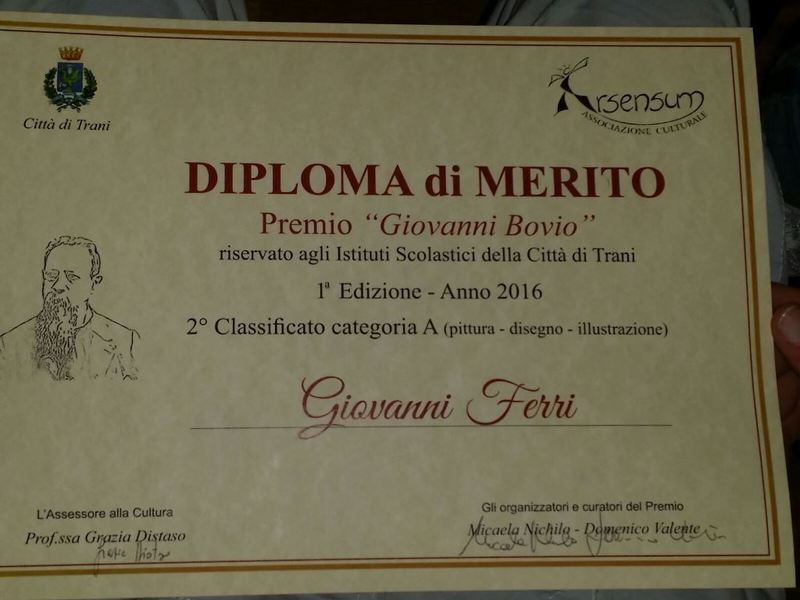 Città di Trani
Arsensum
ASSOCIAZIONE CULTURALE
DIPLOMA di MERITO
Premio “Giovanni Bovio”
riservato agli Istituti Scolastici della Città di Trani
1ª Edizione - Anno 2016
2° Classificato categoria A (pittura - disegno - illustrazione)
Giovanni Ferri
L'Assessore alla Cultura
Prof.ssa Grazia Distaso
Gli organizzatori e curatori del Premio
Micaela Nichilo - Domenico Valente